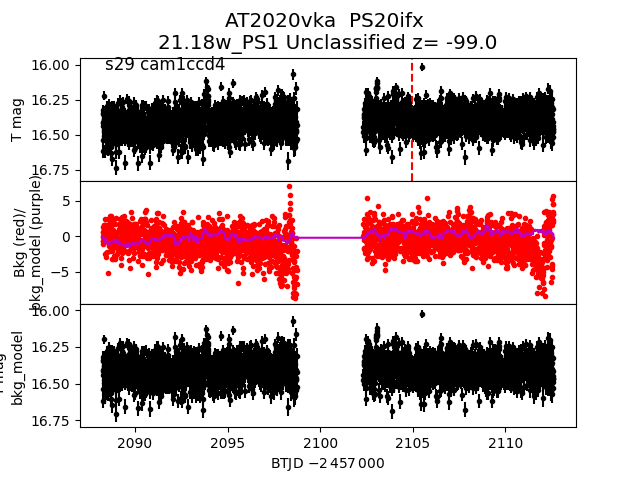 AT2020vka  PS20ifx
21.18w_PS1 Unclassified z= -99.0
s29 cam1ccd4
16.00
16.25
16.50
16.75
T mag
5
0
−5
Bkg (red)/
bkg_model (purple)
16.00
16.25
16.50
16.75
bkg_model
2090
2095
2100
2105
2110
BTJD −2 457 000